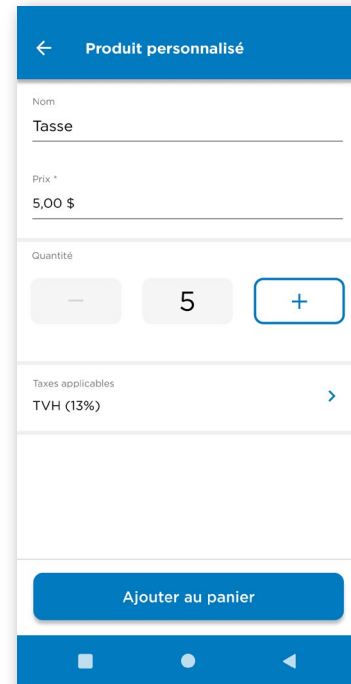 Produit personnalisé
Nom
Tasse
Prix *
5,00 $
Quantité
− 5 +
Taxes applicables
TVH (13%)
Ajouter au panier